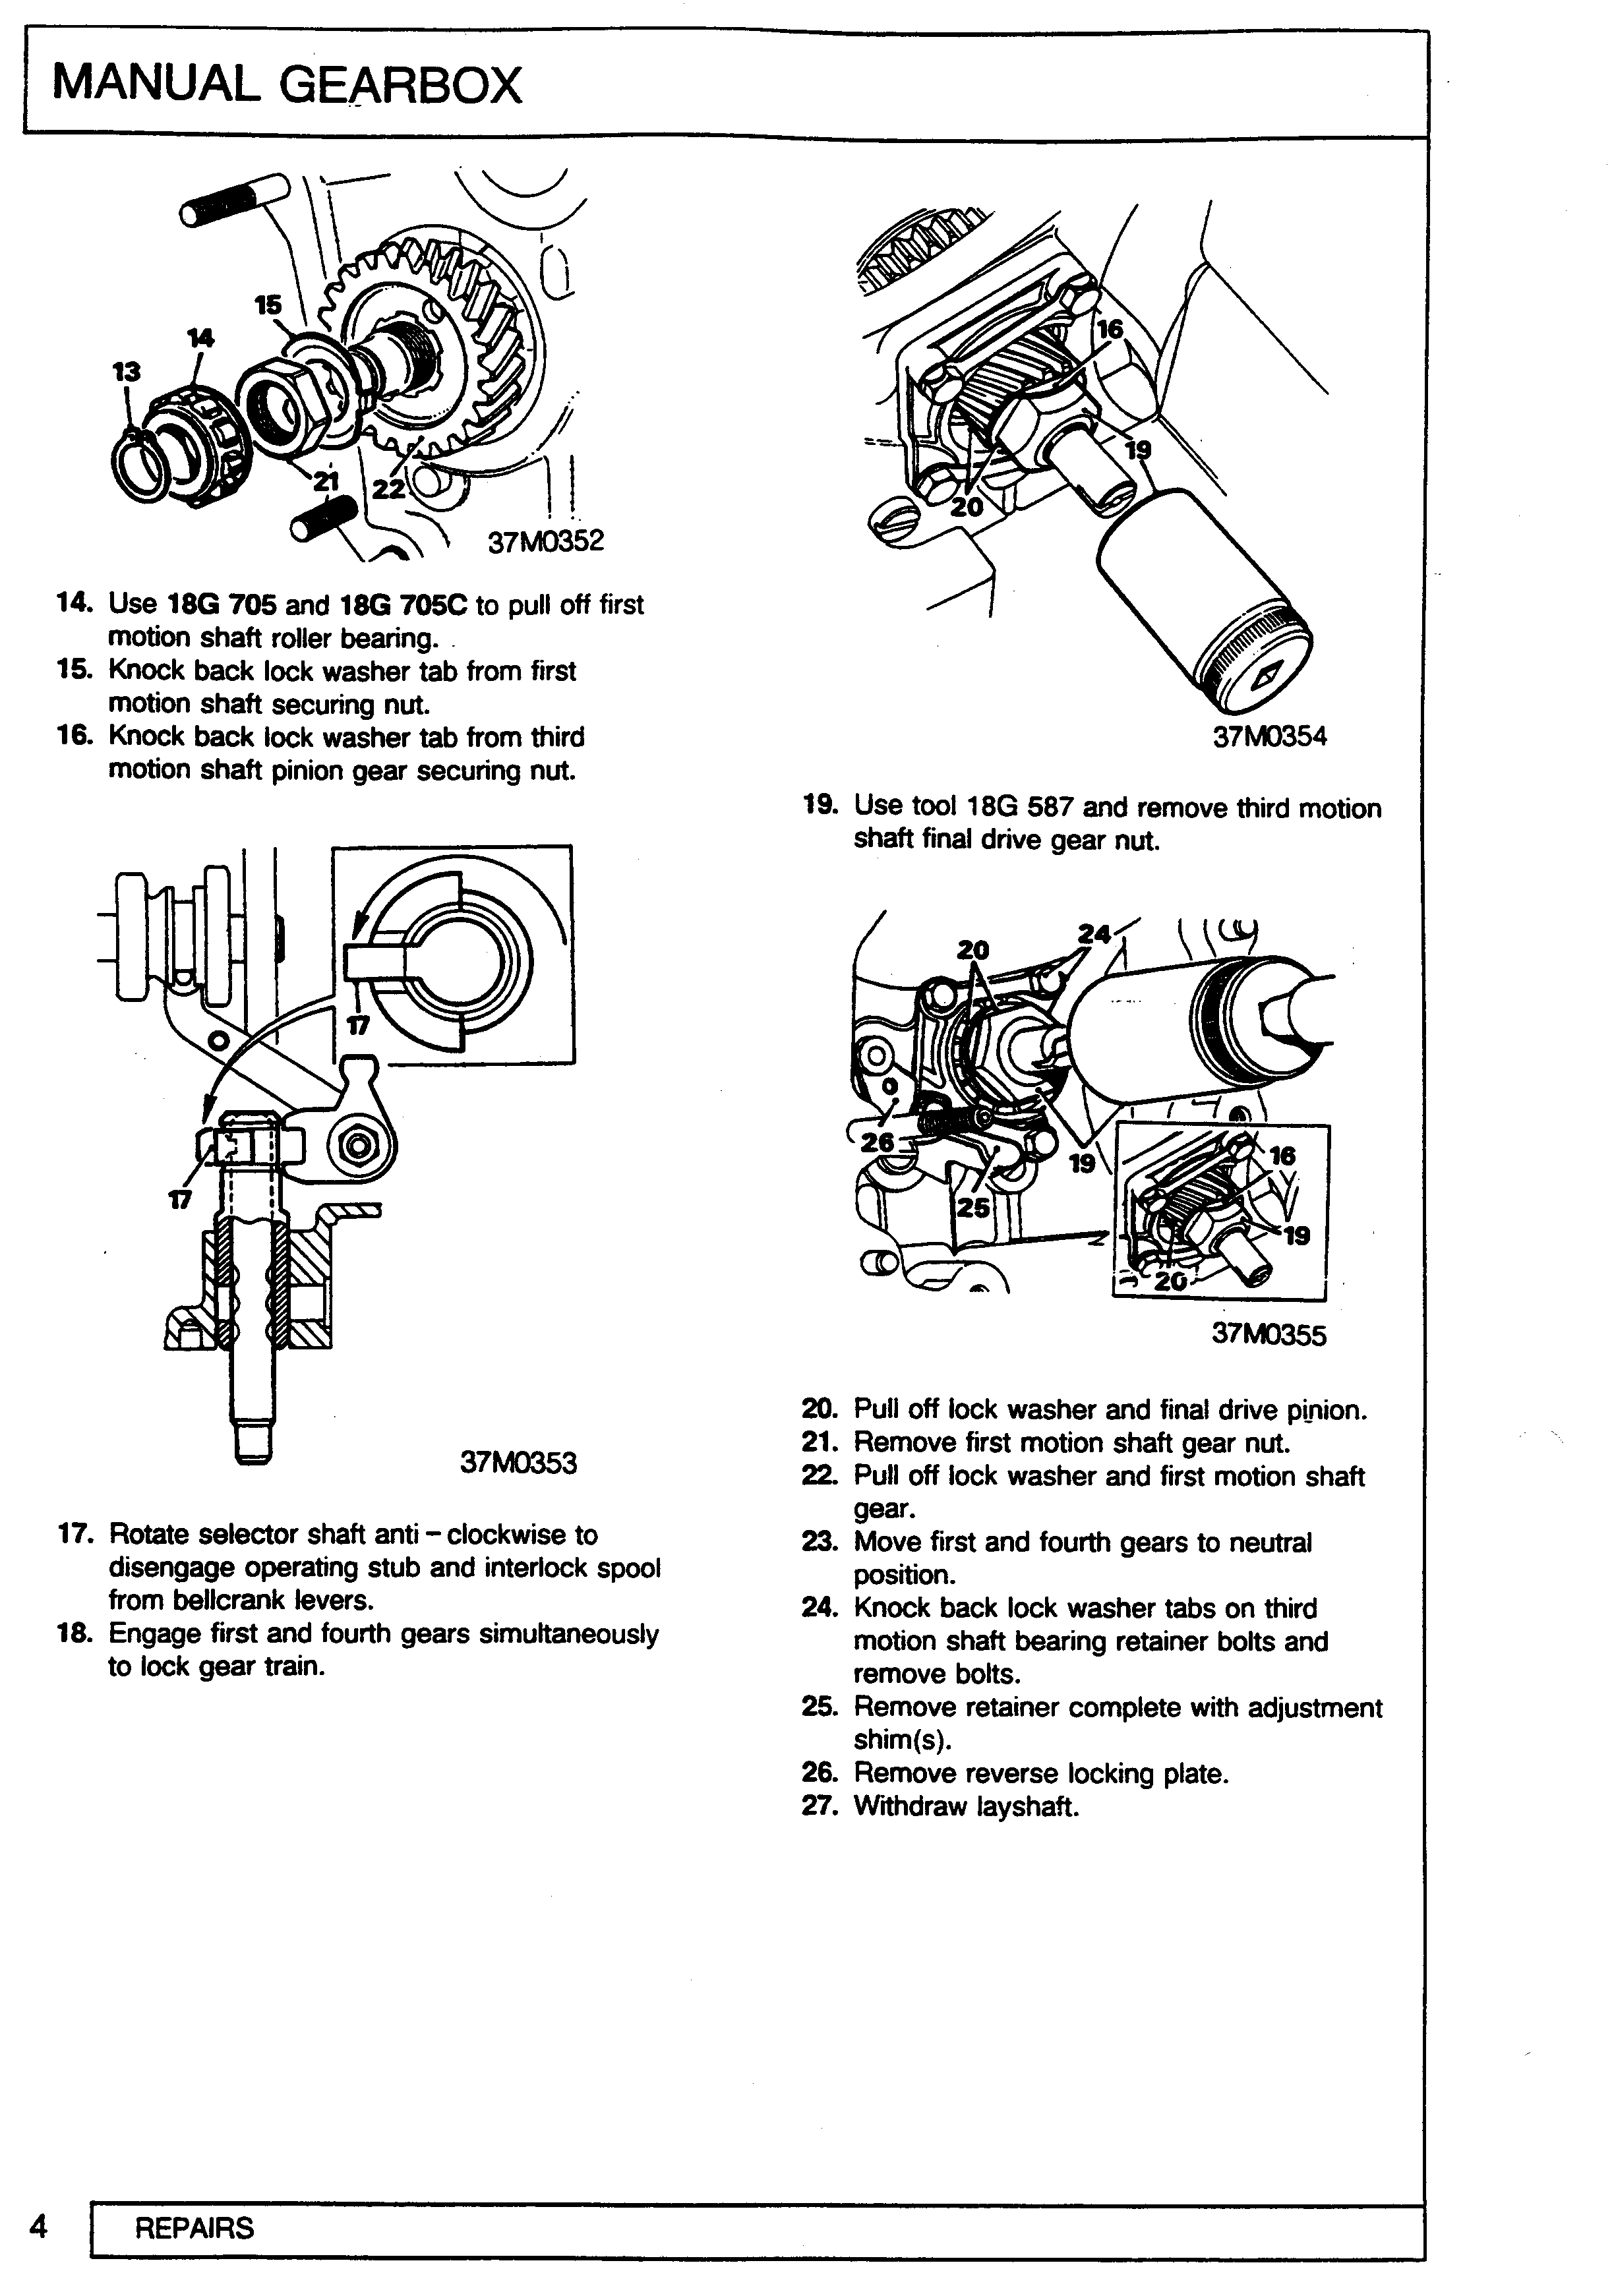 MANUAL GEARBOX
15
14
13
21
22
37M0352
14. Use 18G 705 and 18G 705C to pull off first
motion shaft roller bearing.
15. Knock back lock washer tab from first
motion shaft securing nut.
16. Knock back lock washer tab from third
motion shaft pinion gear securing nut.
17
17
37M0353
17. Rotate selector shaft anti – clockwise to
disengage operating stub and interlock spool
from bellcrank levers.
18. Engage first and fourth gears simultaneously
to lock gear train.
16
19
20
37M0354
19. Use tool 18G 587 and remove third motion
shaft final drive gear nut.
24
20
26
19
25
16
19
20
37M0355
20. Pull off lock washer and final drive pinion.
21. Remove first motion shaft gear nut.
22. Pull off lock washer and first motion shaft
gear.
23. Move first and fourth gears to neutral
position.
24. Knock back lock washer tabs on third
motion shaft bearing retainer bolts and
remove bolts.
25. Remove retainer complete with adjustment
shim(s).
26. Remove reverse locking plate.
27. Withdraw layshaft.
4
REPAIRS